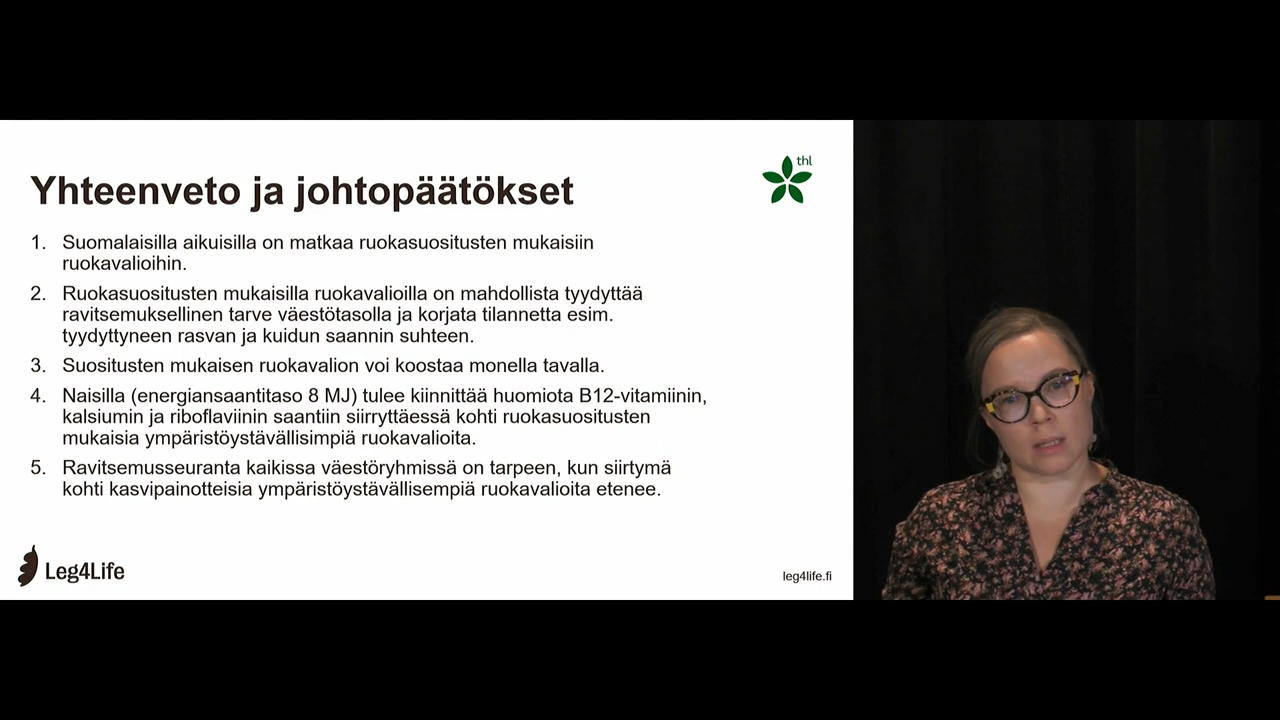 thl
Yhteenveto ja johtopäätökset
1. Suomalaisilla aikuisilla on matkaa ruokasuositusten mukaisiin
ruokavalioihin.
2. Ruokasuositusten mukaisilla ruokavalioilla on mahdollista tyydyttää
ravitsemuksellinen tarve väestötasolla ja korjata tilannetta esim.
tyydyttyneen rasvan ja kuidun saannin suhteen.
3. Suositusten mukaisen ruokavalion voi koostaa monella tavalla.
4. Naisilla (energiansaantitaso 8 MJ) tulee kiinnittää huomiota B12-vitamiinin,
kalsiumin ja riboflaviinin saantiin siirryttäessä kohti ruokasuositusten
mukaisia ympäristöystävällisimpiä ruokavalioita.
5. Ravitsemusseuranta kaikissa väestöryhmissä on tarpeen, kun siirtymä
kohti kasvipainotteisia ympäristöystävällisempiä ruokavalioita etenee.
Leg4Life
leg4life.fi